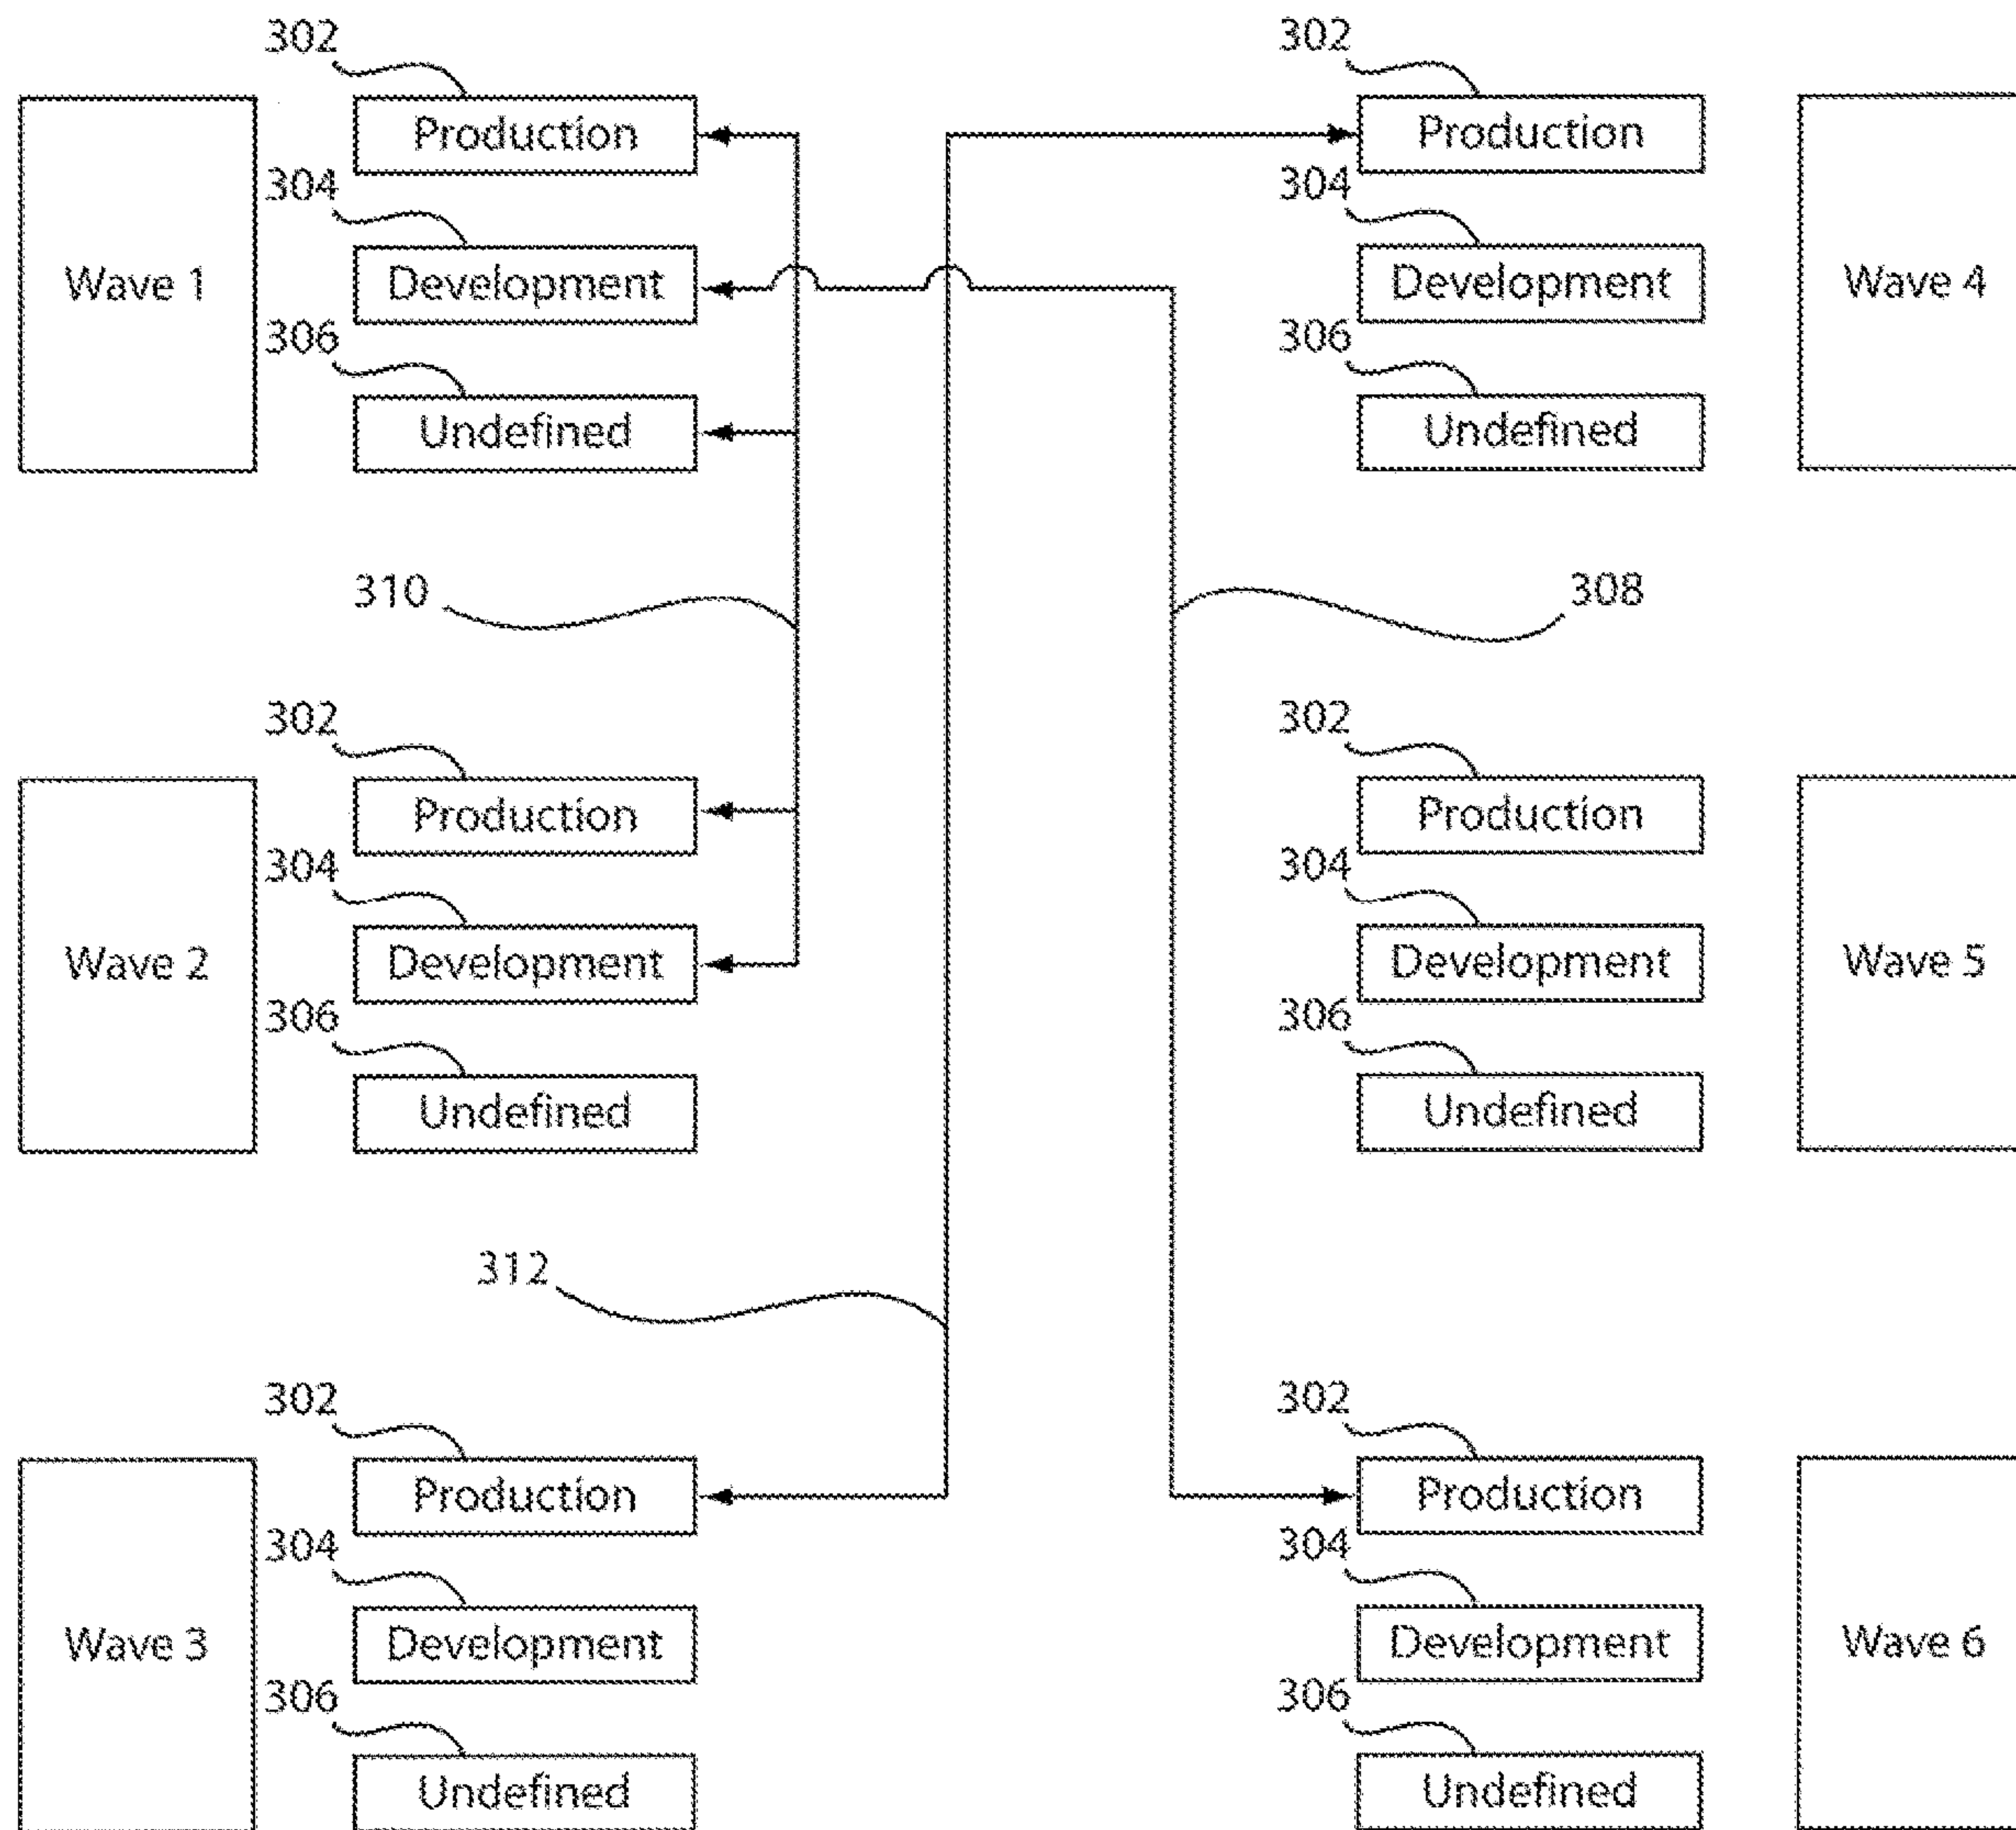 302
302
Production
Production
304
304
Wave 1
Development
Development
Wave 4
306
306
Undefined
Undefined
310
308
302
302
Production
Production
304
304
Wave 2
Development
Development
Wave 5
306
306
Undefined
Undefined
312
302
302
Production
Production
304
304
Wave 3
Development
Development
Wave 6
306
306
Undefined
Undefined